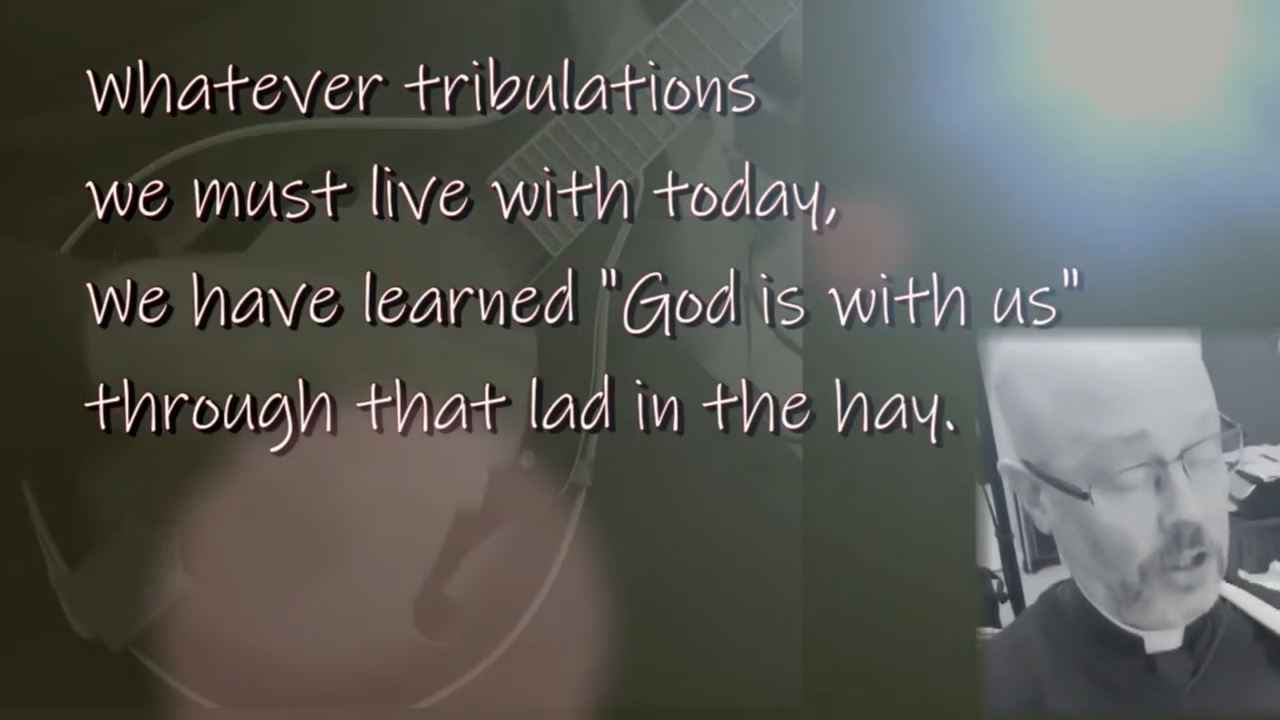 Whatever tribulations
we must live with today,
We have learned "God is with us"
through that lad in the hay.